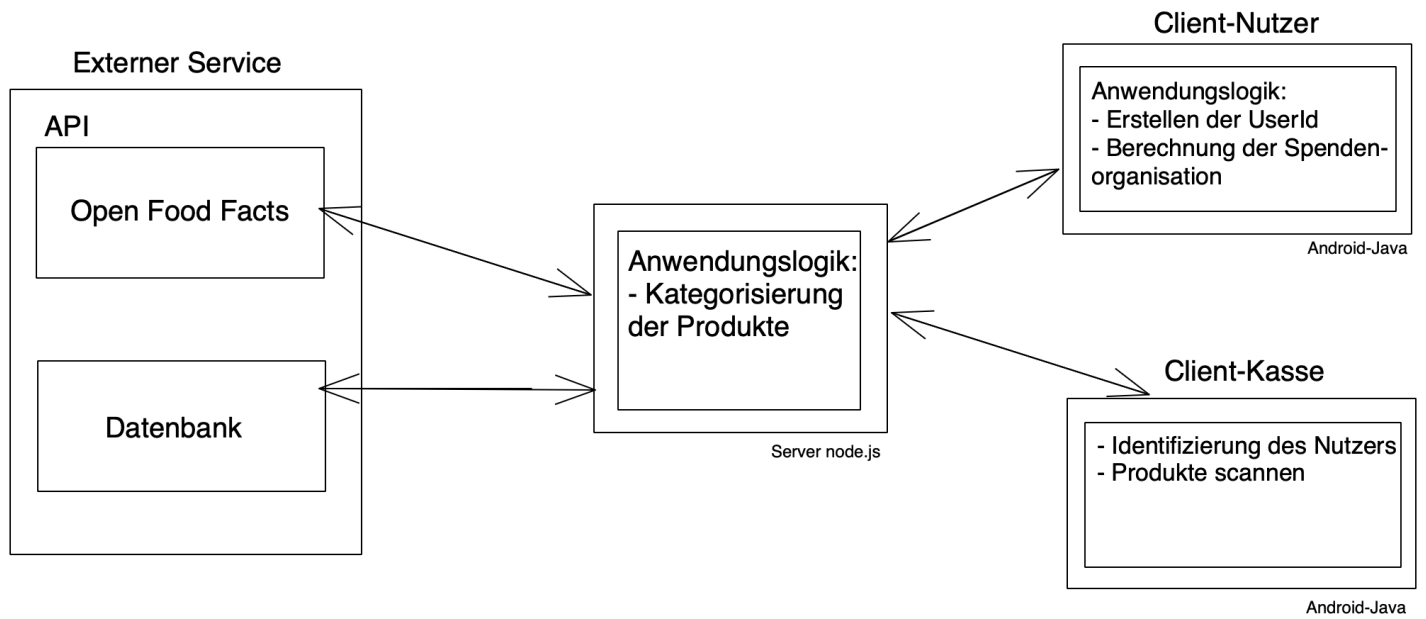 Externer Service
API
Open Food Facts
Datenbank
Anwendungslogik:
- Kategorisierung
der Produkte
Server node.js
Client-Nutzer
Anwendungslogik:
- Erstellen der UserId
- Berechnung der Spenden-
organisation
Android-Java
Client-Kasse
- Identifizierung des Nutzers
- Produkte scannen
Android-Java